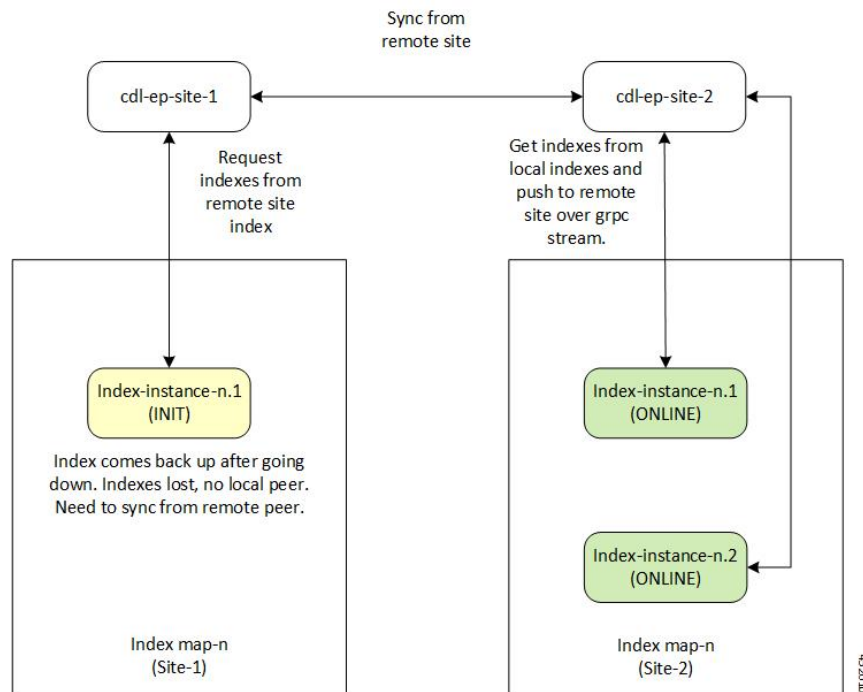 Sync from
remote site
cdl-ep-site-1
cdl-ep-site-2
Request
indexes from
remote site
index
Get indexes from
local indexes and
push to remote
site over grpc
stream.
Index-instance-n.1
(INIT)
Index-instance-n.1
(ONLINE)
Index comes back up after going
down. Indexes lost, no local peer.
Need to sync from remote peer.
Index-instance-n.2
(ONLINE)
Index map-n
(Site-1)
Index map-n
(Site-2)